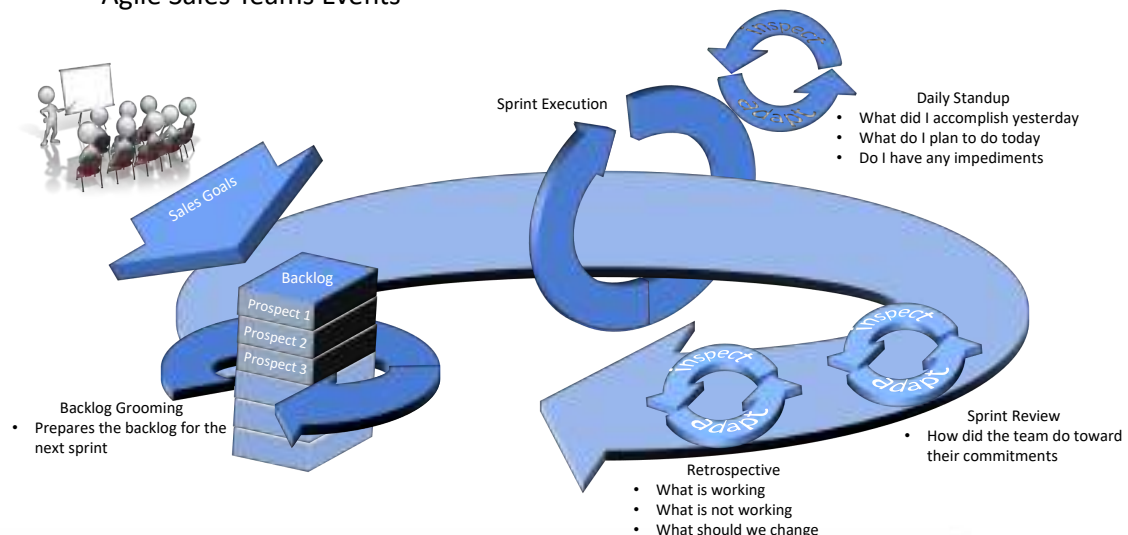 Agile Sales Teams Events
Sprint Execution
inspect
adapt
Daily Standup
• What did I accomplish yesterday
• What do I plan to do today
• Do I have any impediments
Sales Goals
Backlog
Prospect 1
Prospect 2
Prospect 3
Backlog Grooming
• Prepares the backlog for the
next sprint
inspect
adapt
Sprint Review
• How did the team do toward
their commitments
inspect
adapt
Retrospective
• What is working
• What is not working
• What should we change